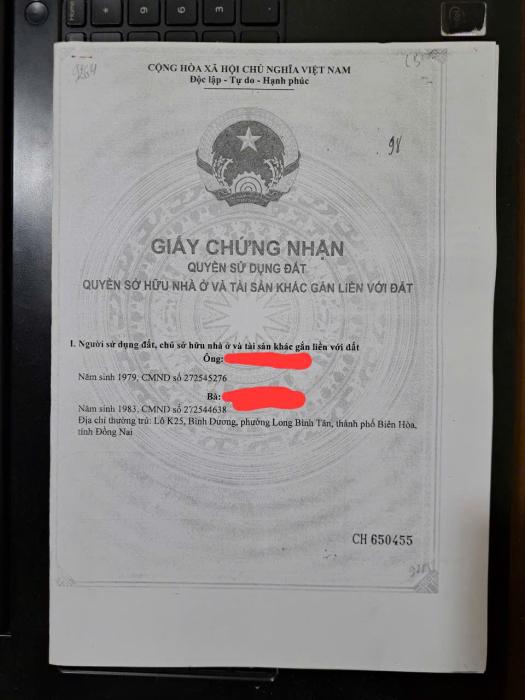 CỘNG HÒA XÃ HỘI CHỦ NGHĨA VIỆT NAM
Độc lập - Tự do - Hạnh phúc
98
GIẤY CHỨNG NHẬN
QUYỀN SỬ DỤNG ĐẤT
QUYỀN SỞ HỮU NHÀ Ở VÀ TÀI SẢN KHÁC GẮN LIỀN VỚI ĐẤT
I. Người sử dụng đất, chủ sở hữu nhà ở và tài sản khác gắn liền với đất
Ông:
Năm sinh 1979, CMND số 272545276
Bà:
Năm sinh 1983, CMND số 272544638
Địa chỉ thường trú: Lô K25, Bình Dương, phường Long Bình Tân, thành phố Biên Hòa,
tỉnh Đồng Nai
CH 650455